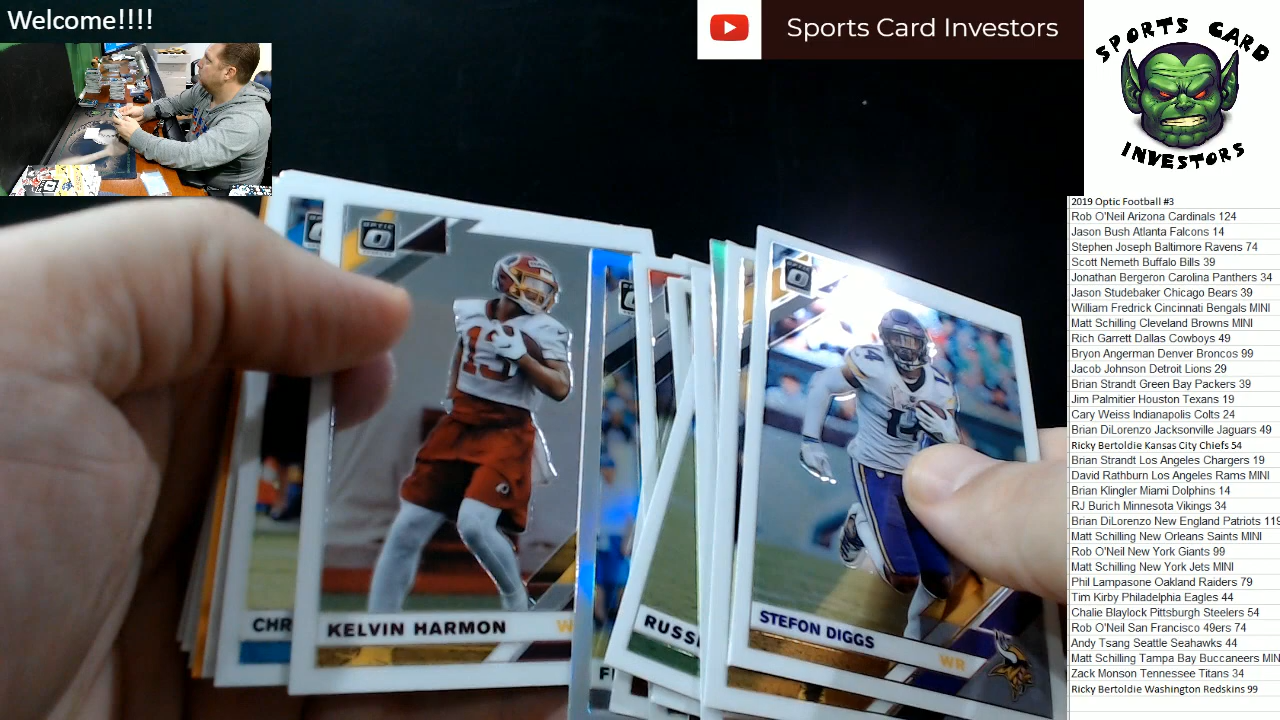 Welcome!!!!
Sports Card Investors
SPORTS CARD
INVESTORS
2019 Optic Football #3
Rob O'Neil Arizona Cardinals 124
Jason Bush Atlanta Falcons 14
Stephen Joseph Baltimore Ravens 74
Scott Nemeth Buffalo Bills 39
Jonathan Bergeron Carolina Panthers 34
Jason Studebaker Chicago Bears 39
William Fredrick Cincinnati Bengals MINI
Matt Schilling Cleveland Browns MINI
Rich Garrett Dallas Cowboys 49
Bryon Angerman Denver Broncos 99
Jacob Johnson Detroit Lions 29
Brian Strandt Green Bay Packers 39
Jim Palmitier Houston Texans 19
Cary Weiss Indianapolis Colts 24
Brian DiLorenzo Jacksonville Jaguars 49
Ricky Bertoldie Kansas City Chiefs 54
Brian Strandt Los Angeles Chargers 19
David Rathburn Los Angeles Rams MINI
Brian Klingler Miami Dolphins 14
RJ Burich Minnesota Vikings 34
Brian DiLorenzo New England Patriots 119
Matt Schilling New Orleans Saints MINI
Rob O'Neil New York Giants 99
Matt Schilling New York Jets MINI
Phil Lampasone Oakland Raiders 79
Tim Kirby Philadelphia Eagles 44
Chalie Blaylock Pittsburgh Steelers 54
Rob O'Neil San Francisco 49ers 74
Andy Tsang Seattle Seahawks 44
Matt Schilling Tampa Bay Buccaneers MIN
Zack Monson Tennessee Titans 34
Ricky Bertoldie Washington Redskins 99
OPTIC
13
CHR
KELVIN HARMON W
RUSS
OPTIC
14
STEFON DIGGS
WR